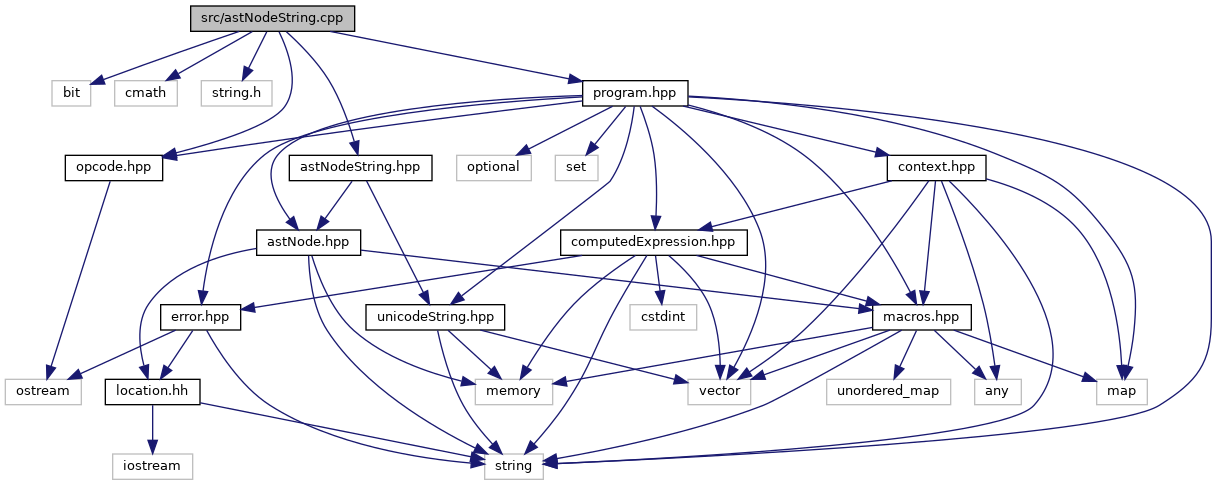 src/astNodeString.cpp
bit
cmath
string.h
program.hpp
opcode.hpp
astNodeString.hpp
optional
set
context.hpp
astNode.hpp
computedExpression.hpp
error.hpp
unicodeString.hpp
cstdint
macros.hpp
ostream
location.hh
memory
vector
unordered_map
any
map
iostream
string